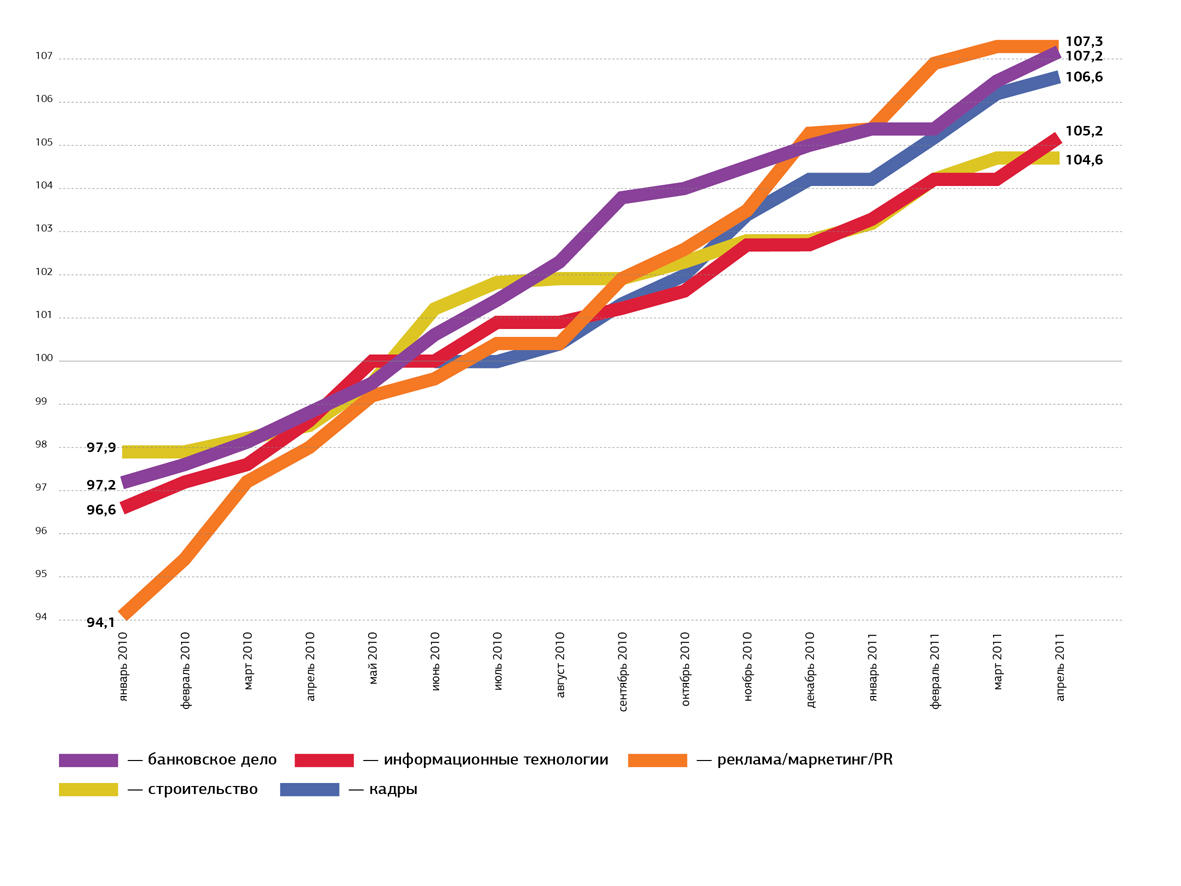 107,3
107
107,2
106,6
106
105,2
105
104,6
104
103
102
101
100
99
98
97,9
97
97,2
96,6
96
95
94
94,1
январь 2010
февраль 2010
март 2010
апрель 2010
май 2010
июнь 2010
июль 2010
август 2010
сентябрь 2010
октябрь 2010
ноябрь 2010
декабрь 2010
январь 2011
февраль 2011
март 2011
апрель 2011
— банковское дело — информационные технологии — реклама/маркетинг/PR
— строительство — кадры